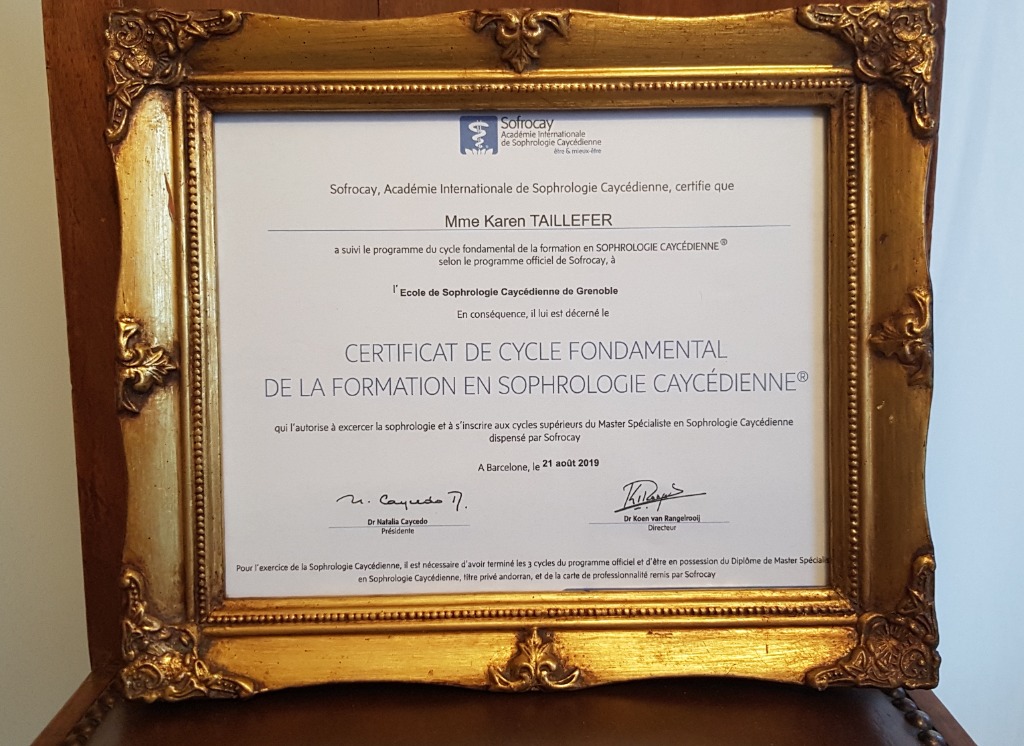 Sofrocay
Académie Internationale
de Sophrologie Caycédienne
être & mieux-être
Sofrocay, Académie Internationale de Sophrologie Caycédienne, certifie que
Mme Karen TAILLEFER
a suivi le programme du cycle fondamental de la formation en SOPHROLOGIE CAYCÉDIENNE®
selon le programme officiel de Sofrocay, à
l' Ecole de Sophrologie Caycédienne de Grenoble
En conséquence, il lui est décerné le
CERTIFICAT DE CYCLE FONDAMENTAL
DE LA FORMATION EN SOPHROLOGIE CAYCÉDIENNE®
qui l'autorise à excercer la sophrologie et à s'inscrire aux cycles supérieurs du Master Spécialiste en Sophrologie Caycédienne
dispensé par Sofrocay
A Barcelone, le 21 août 2019
N. Caycedo D.
Dr Natalia Caycedo
Présidente
Dr Koen van Rangelrooij
Directeur
Pour l'exercice de la Sophrologie Caycédienne, il est nécessaire d'avoir terminé les 3 cycles du programme officiel et d'être en possession du Diplôme de Master Spécialis
en Sophrologie Caycédienne, titre privé andorran, et de la carte de professionnalité remis par Sofrocay